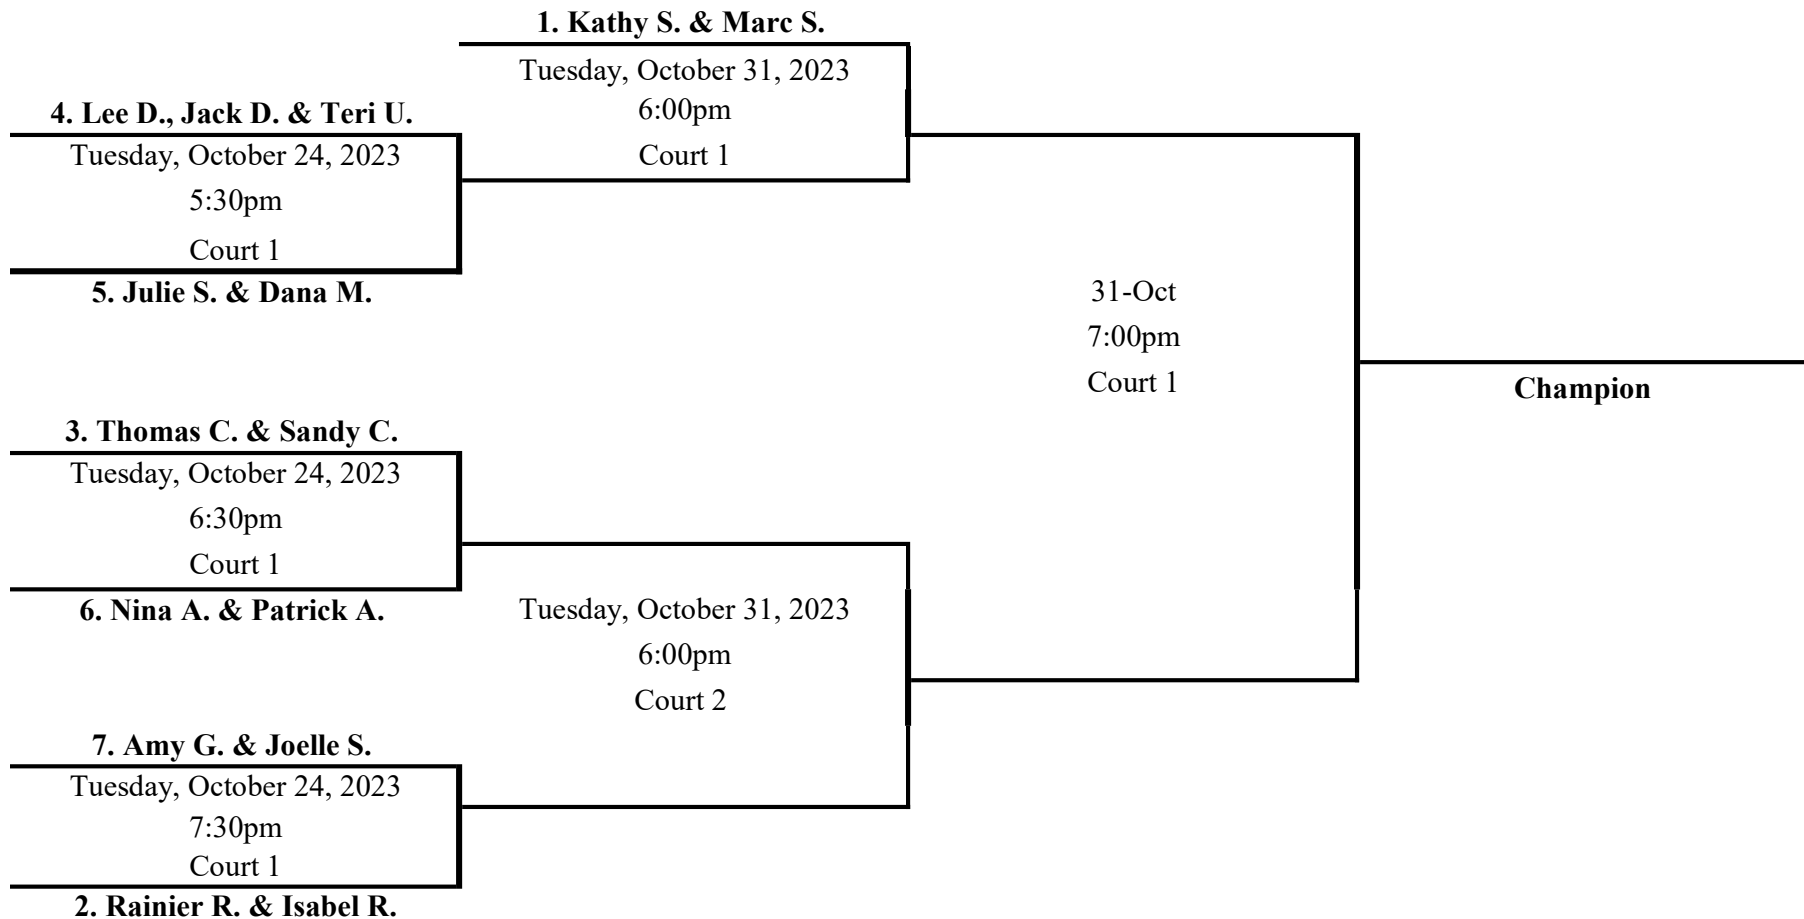 1. Kathy S. & Marc S.
Tuesday, October 31, 2023
6:00pm
Court 1
4. Lee D., Jack D. & Teri U.
Tuesday, October 24, 2023
5:30pm
Court 1
5. Julie S. & Dana M.
31-Oct
7:00pm
Court 1
Champion
3. Thomas C. & Sandy C.
Tuesday, October 24, 2023
6:30pm
Court 1
6. Nina A. & Patrick A.
Tuesday, October 31, 2023
6:00pm
Court 2
7. Amy G. & Joelle S.
Tuesday, October 24, 2023
7:30pm
Court 1
2. Rainier R. & Isabel R.